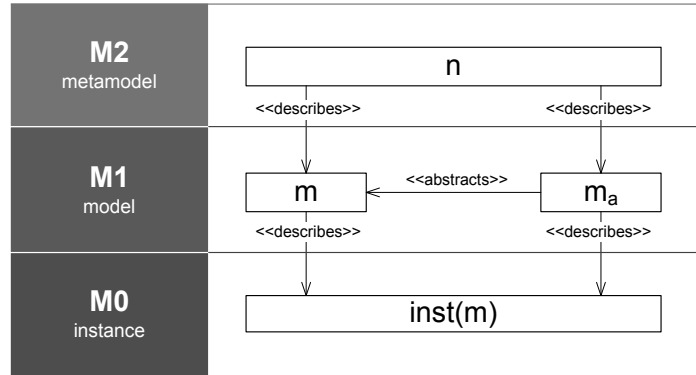 M2
metamodel
n
<<describes>> <<describes>>
M1
model
m <<abstracts>> mₐ
<<describes>> <<describes>>
M0
instance
inst(m)